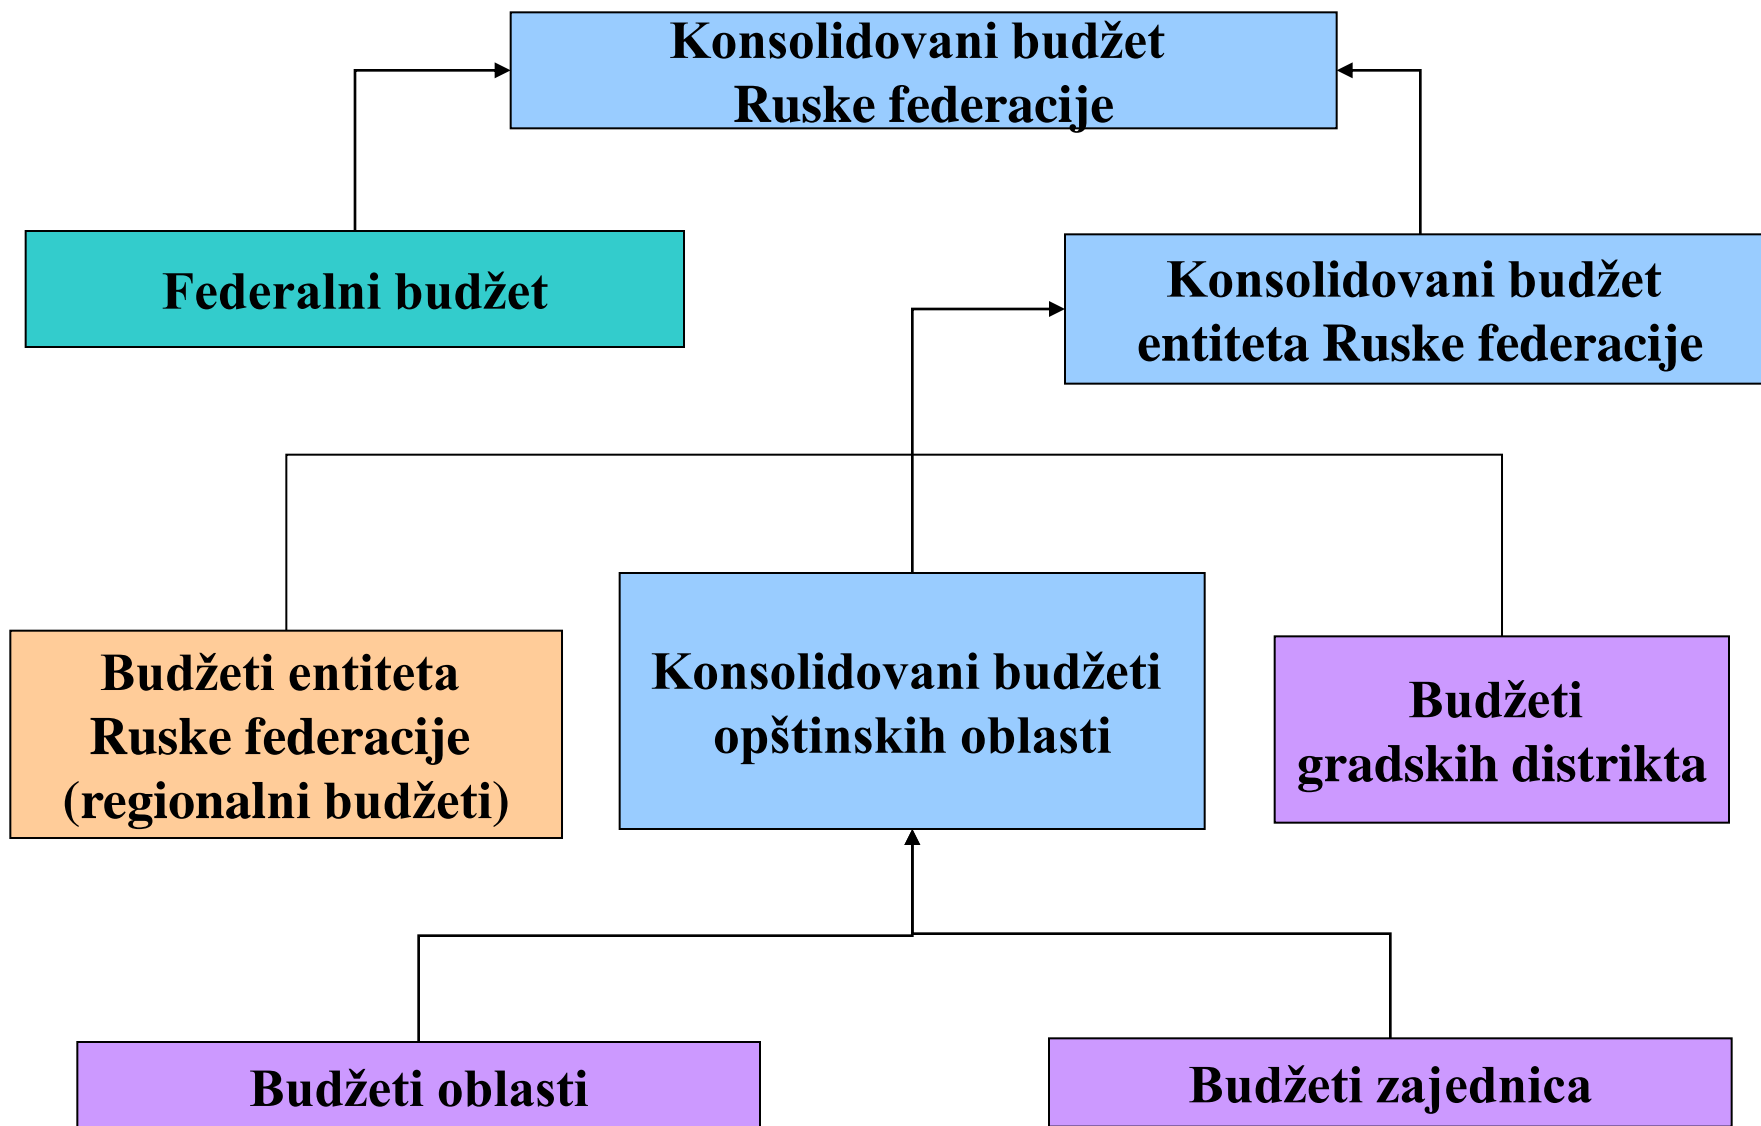 Konsolidovani budžet
Ruske federacije
Federalni budžet
Konsolidovani budžet
entiteta Ruske federacije
Budžeti entiteta
Ruske federacije
(regionalni budžeti)
Konsolidovani budžeti
opštinskih oblasti
Budžeti
gradskih distrikta
Budžeti oblasti
Budžeti zajednica